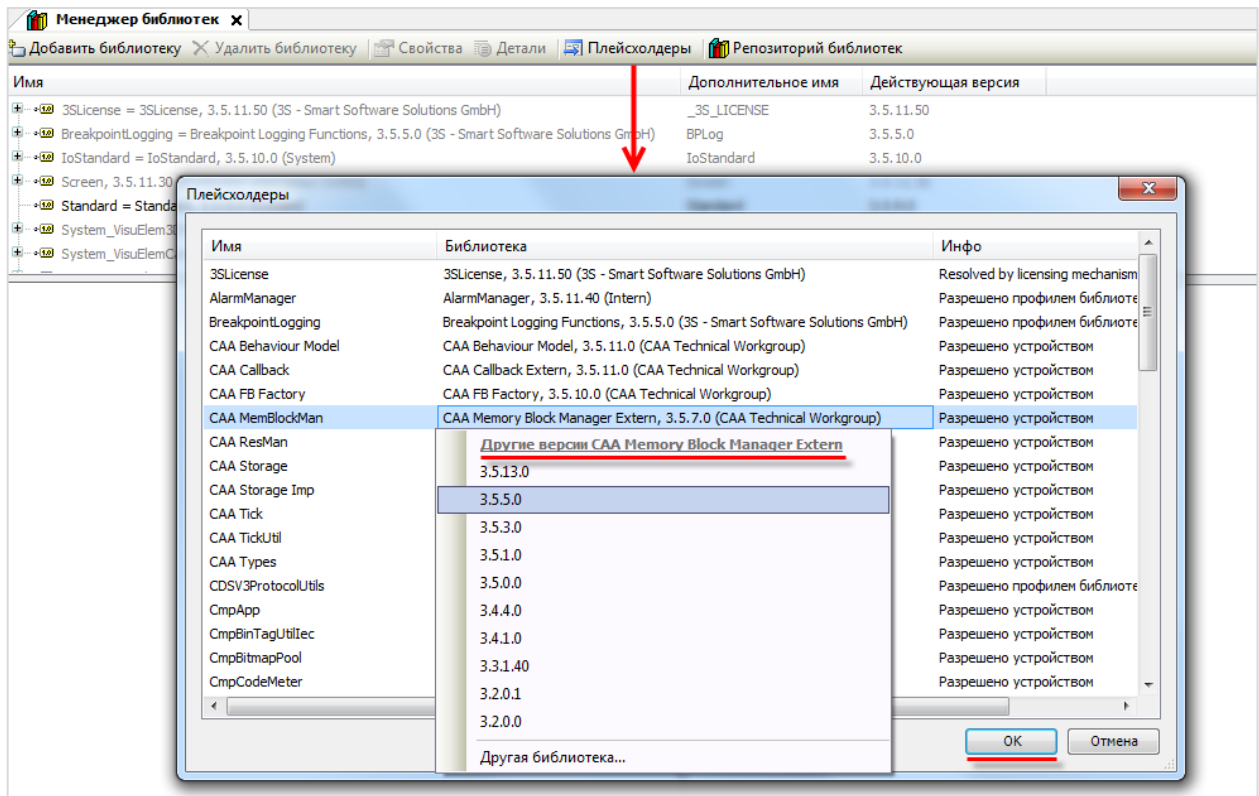 Менеджер библиотек x
Добавить библиотеку Удалить библиотеку Свойства Детали Плейсхолдеры Репозиторий библиотек
Имя Дополнительное имя Действующая версия
3SLicense = 3SLicense, 3.5.11.50 (3S - Smart Software Solutions GmbH) _3S_LICENSE 3.5.11.50
BreakpointLogging = Breakpoint Logging Functions, 3.5.5.0 (3S - Smart Software Solutions GmbH) BPLog 3.5.5.0
IoStandard = IoStandard, 3.5.10.0 (System) IoStandard 3.5.10.0
Screen, 3.5.11.30
Standard = Standa
System_VisuElem3D
System_VisuElemC
Плейсхолдеры
Имя Библиотека Инфо
3SLicense 3SLicense, 3.5.11.50 (3S - Smart Software Solutions GmbH) Resolved by licensing mechanism
AlarmManager AlarmManager, 3.5.11.40 (Intern) Разрешено профилем библиоте
BreakpointLogging Breakpoint Logging Functions, 3.5.5.0 (3S - Smart Software Solutions GmbH) Разрешено профилем библиоте
CAA Behaviour Model CAA Behaviour Model, 3.5.11.0 (CAA Technical Workgroup) Разрешено устройством
CAA Callback CAA Callback Extern, 3.5.11.0 (CAA Technical Workgroup) Разрешено устройством
CAA FB Factory CAA FB Factory, 3.5.10.0 (CAA Technical Workgroup) Разрешено устройством
CAA MemBlockMan CAA Memory Block Manager Extern, 3.5.7.0 (CAA Technical Workgroup) Разрешено устройством
CAA ResMan Другие версии CAA Memory Block Manager Extern Разрешено устройством
CAA Storage 3.5.13.0 Разрешено устройством
CAA Storage Imp 3.5.5.0 Разрешено устройством
CAA Tick 3.5.3.0 Разрешено устройством
CAA TickUtil 3.5.1.0 Разрешено устройством
CAA Types 3.5.0.0 Разрешено устройством
CDSV3ProtocolUtils Разрешено профилем библиоте
CmpApp 3.4.4.0 Разрешено устройством
CmpBinTagUtilIec 3.4.1.0 Разрешено устройством
CmpBitmapPool 3.3.1.40 Разрешено устройством
CmpCodeMeter 3.2.0.1 Разрешено устройством
3.2.0.0
Другая библиотека...
OK Отмена